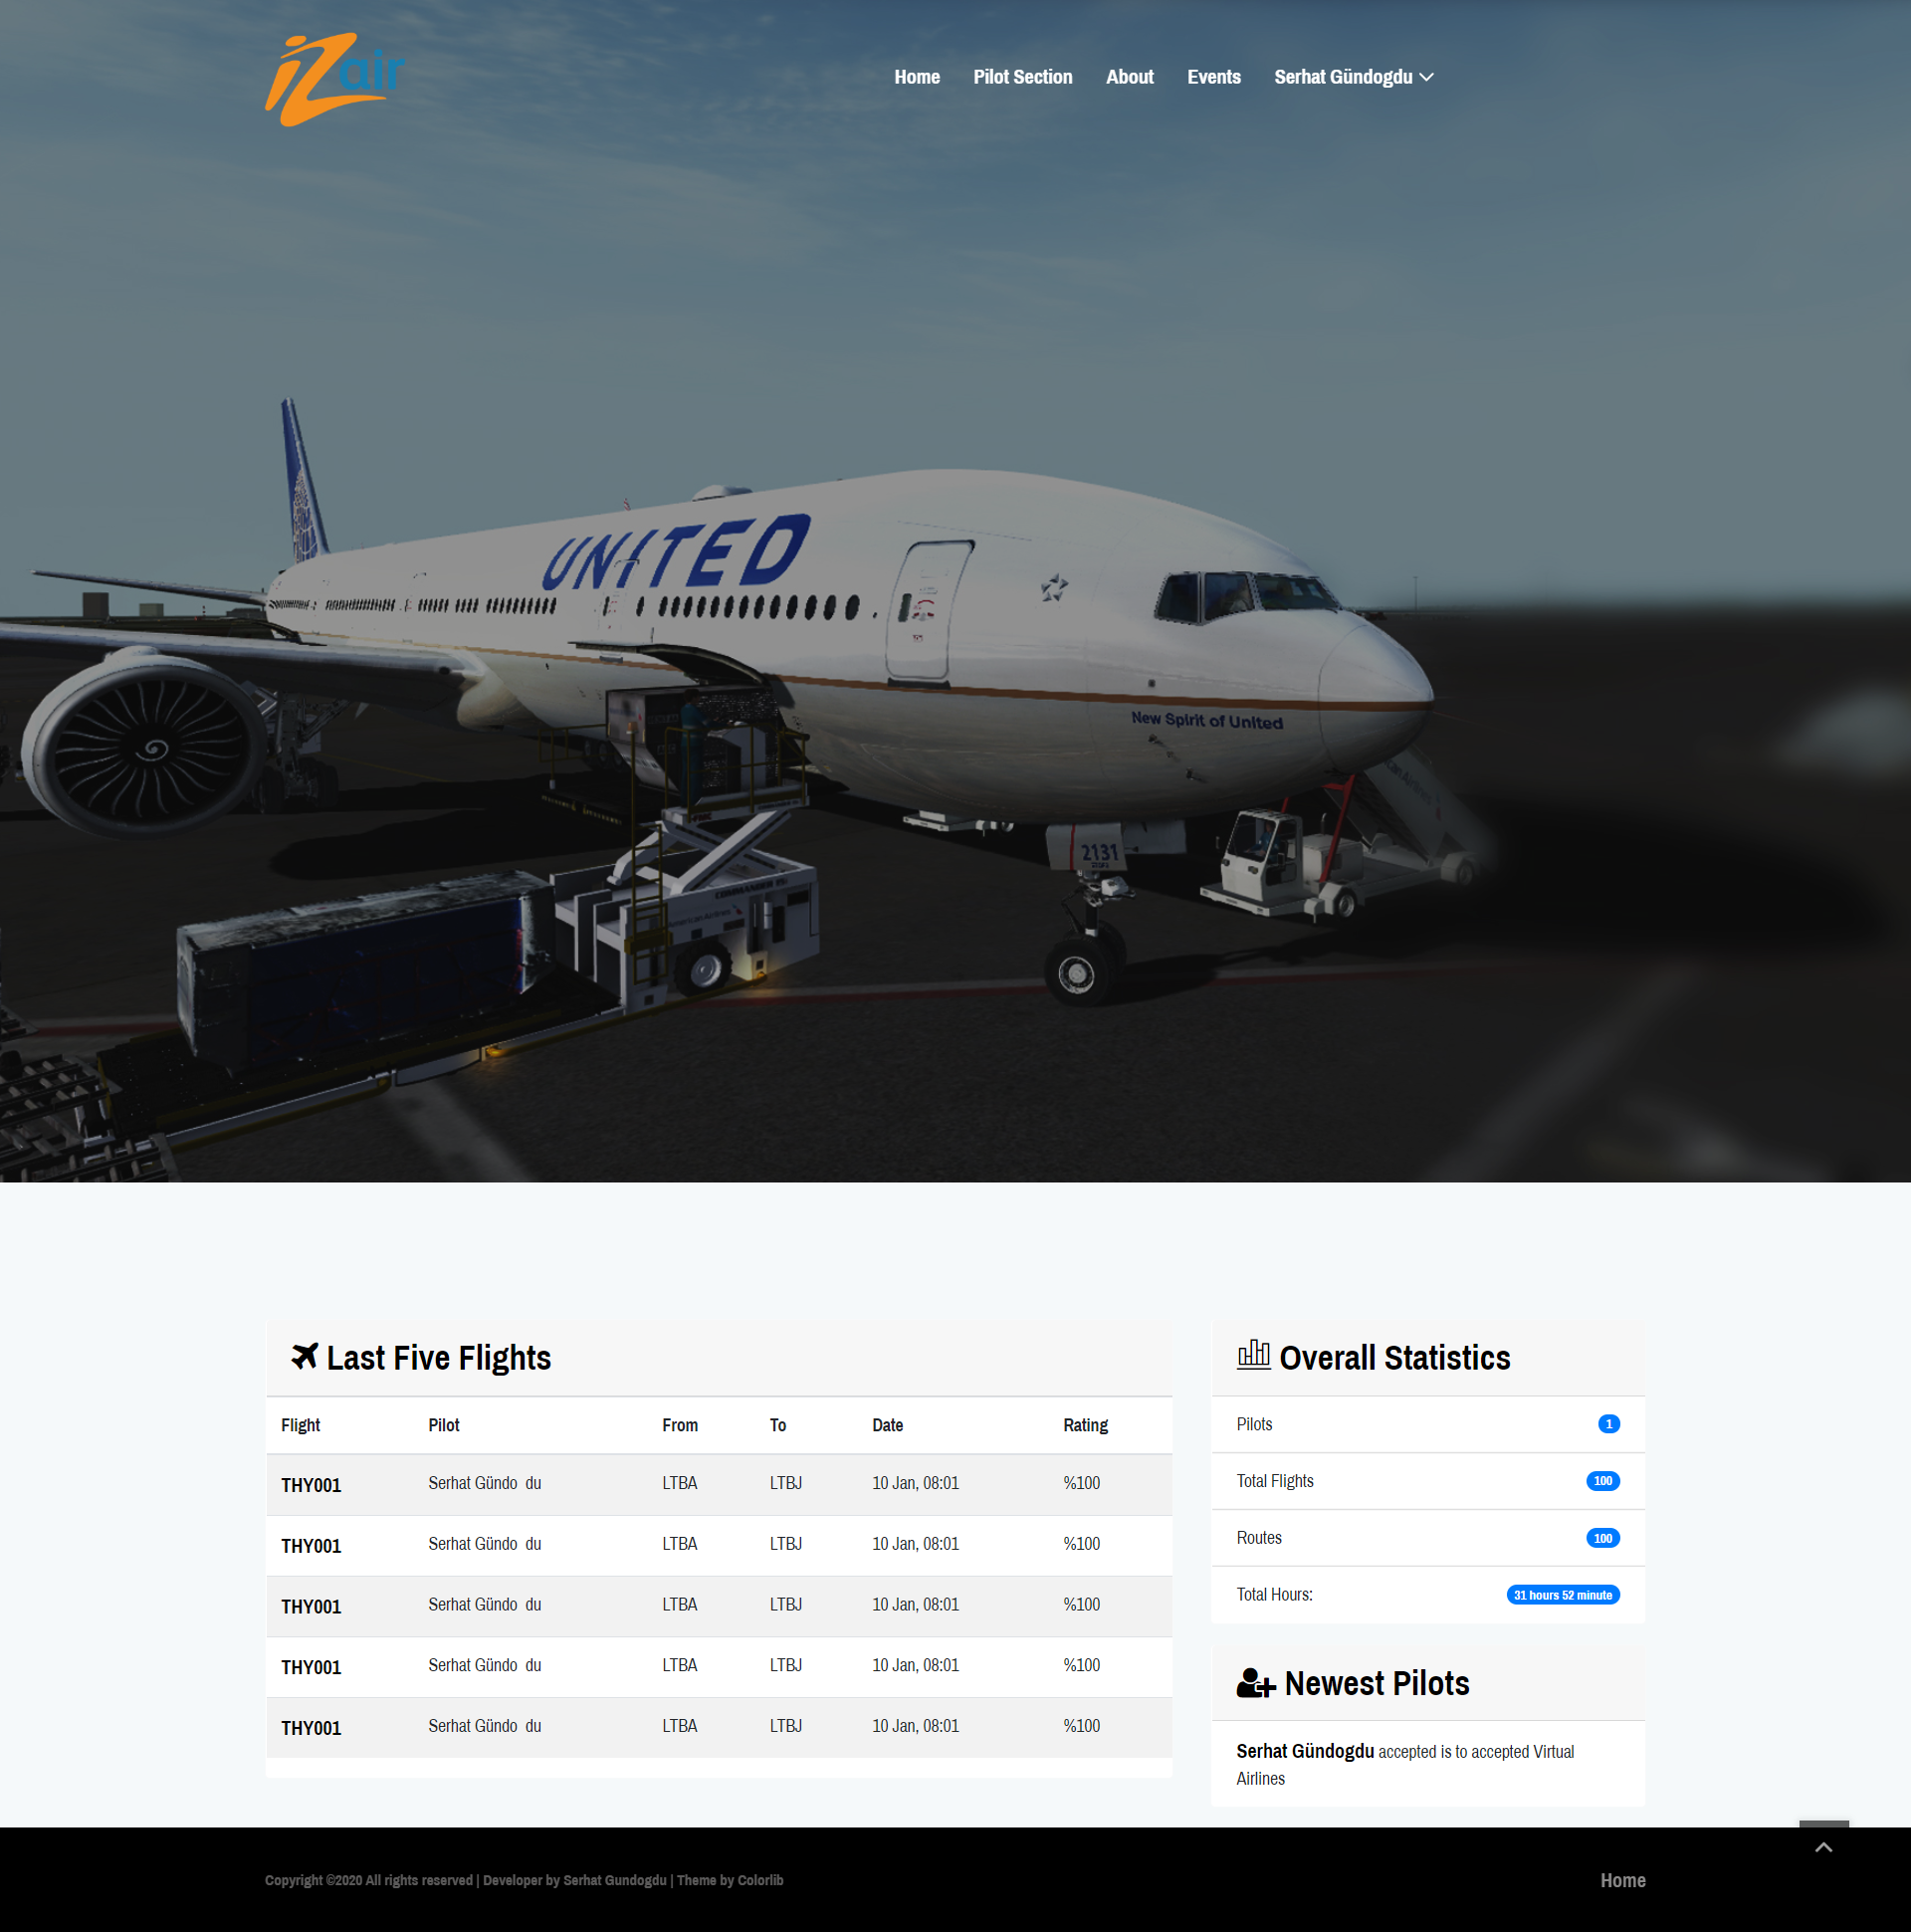 iZair
Home Pilot Section About Events Serhat Gündogdu
UNITED
New Spirit of United
2131
COMMANDER
American Airlines
Last Five Flights
Flight Pilot From To Date Rating
THY001 Serhat Gündo du LTBA LTBJ 10 Jan, 08:01 %100
THY001 Serhat Gündo du LTBA LTBJ 10 Jan, 08:01 %100
THY001 Serhat Gündo du LTBA LTBJ 10 Jan, 08:01 %100
THY001 Serhat Gündo du LTBA LTBJ 10 Jan, 08:01 %100
THY001 Serhat Gündo du LTBA LTBJ 10 Jan, 08:01 %100
Overall Statistics
Pilots 1
Total Flights 100
Routes 100
Total Hours: 31 hours 52 minute
Newest Pilots
Serhat Gündogdu accepted is to accepted Virtual
Airlines
Copyright ©2020 All rights reserved | Developer by Serhat Gundogdu | Theme by Colorlib
Home